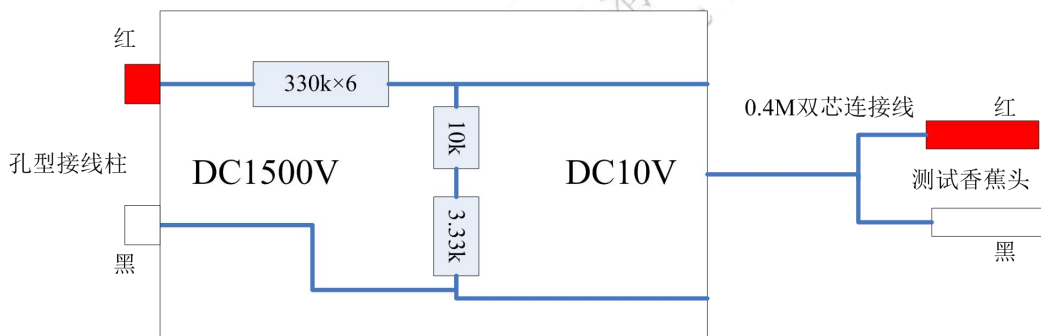 红
330k×6
0.4M双芯连接线
红
10k
孔型接线柱
DC1500V
DC10V
测试香蕉头
3.33k
黑
黑